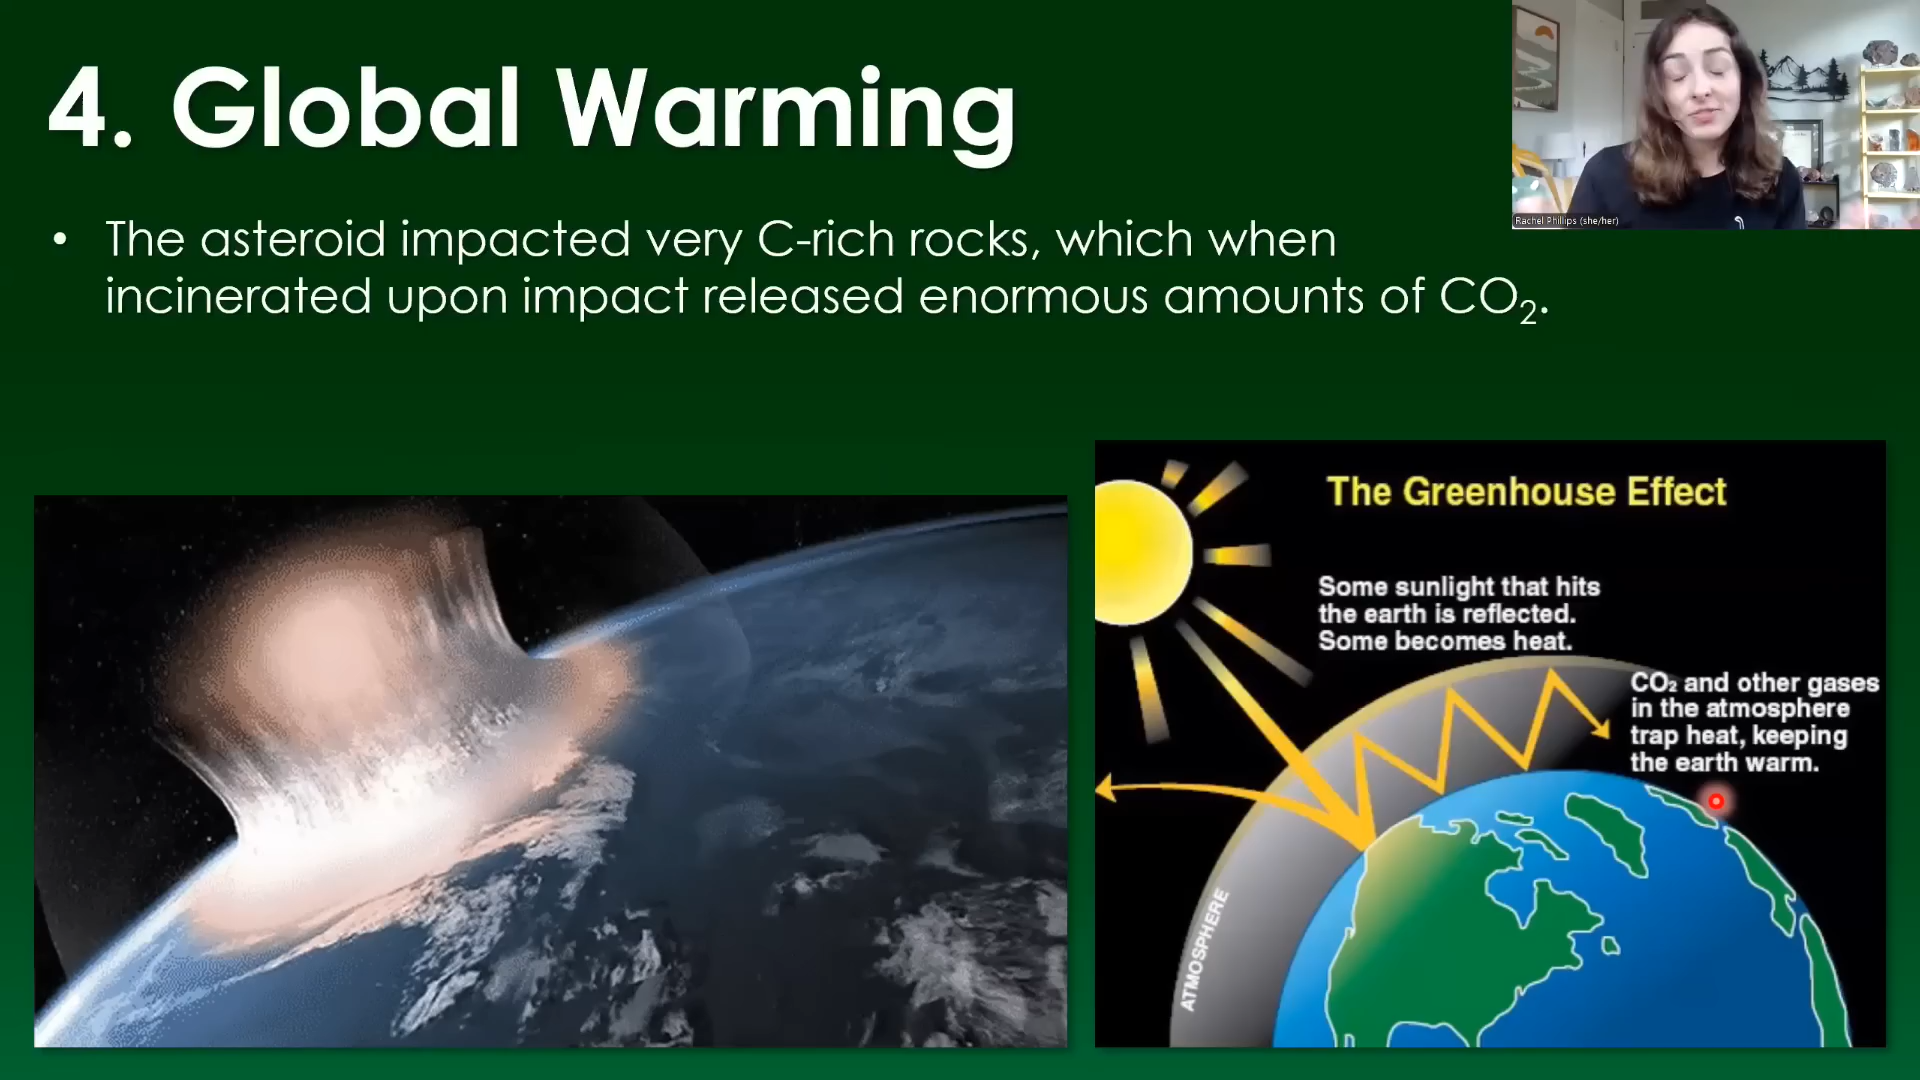 4. Global Warming
• The asteroid impacted very C-rich rocks, which when
incinerated upon impact released enormous amounts of CO₂.
Rachel Phillips (she/her)
The Greenhouse Effect
Some sunlight that hits
the earth is reflected.
Some becomes heat.
CO₂ and other gases
in the atmosphere
trap heat, keeping
the earth warm.
ATMOSPHERE